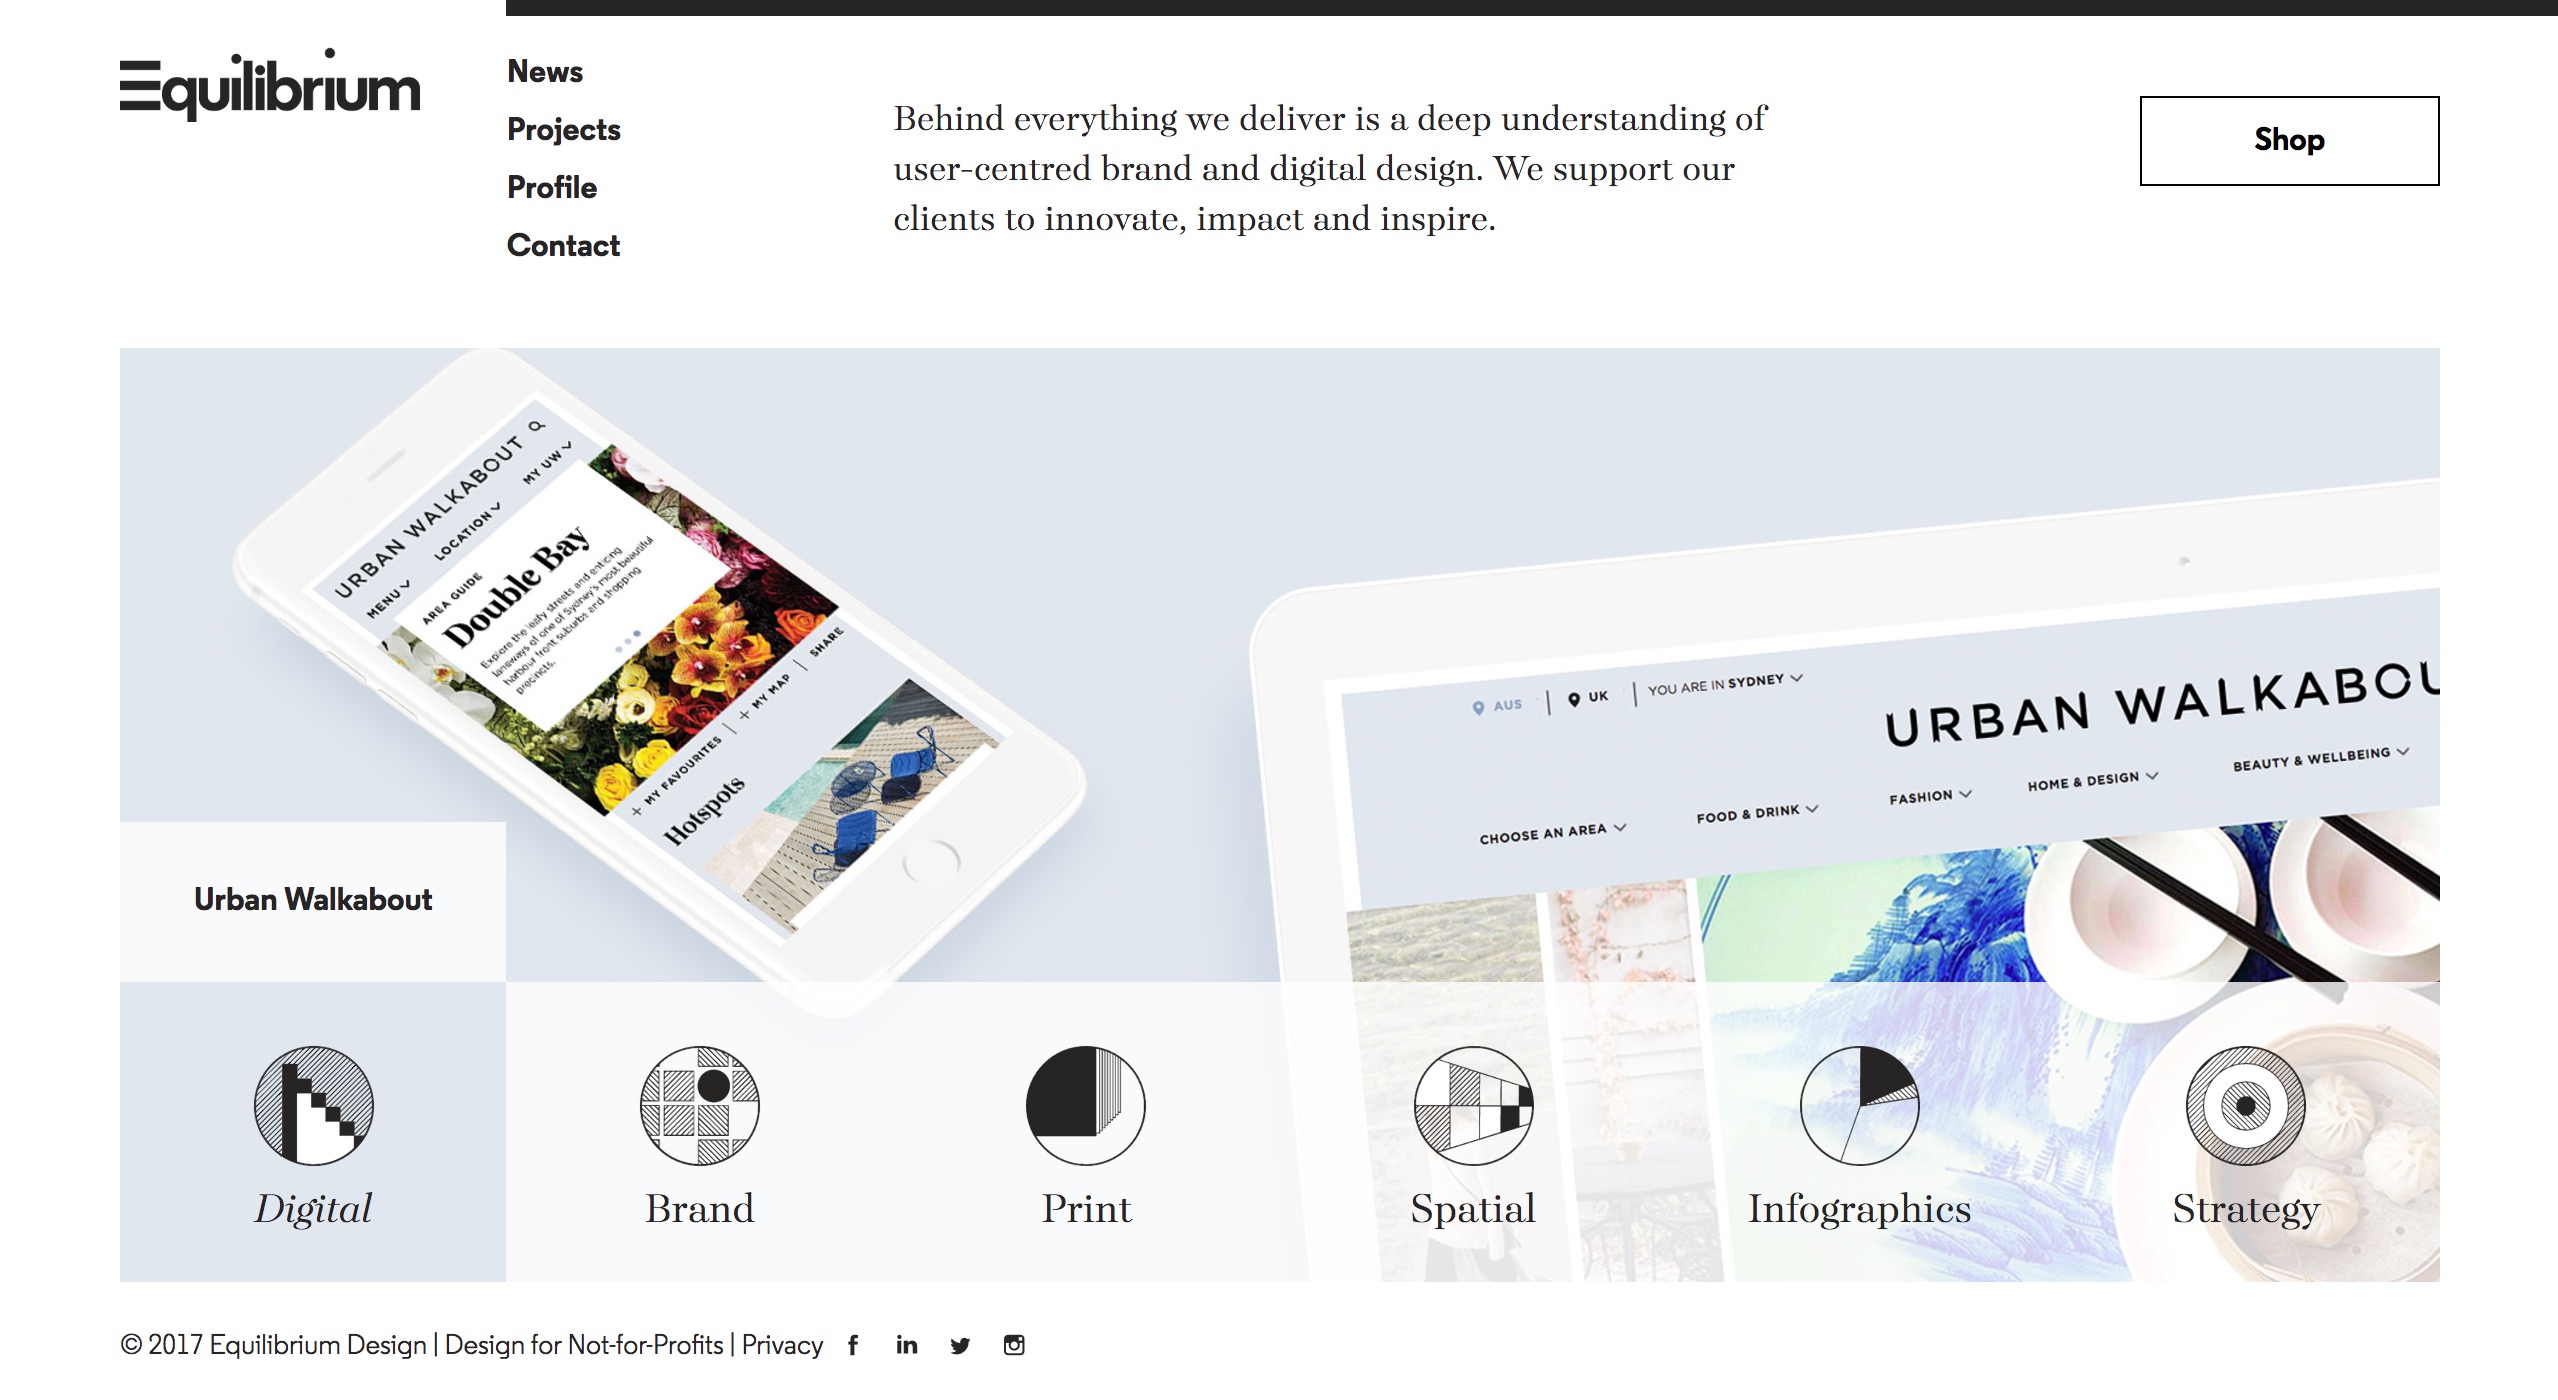 Equilibrium
News
Projects
Profile
Contact
Behind everything we deliver is a deep understanding of
user-centred brand and digital design. We support our
clients to innovate, impact and inspire.
Shop
URBAN WALKABOUT
MENU LOCATION MY UW
AREA GUIDE
Double Bay
Explore the leafy streets and enticing
laneways of one of Sydney's most beautiful
harbour front suburbs and shopping
precincts.
+ MY FAVOURITES | + MY MAP | SHARE
Hotspots
AUS | UK | YOU ARE IN SYDNEY
URBAN WALKABOU
CHOOSE AN AREA FOOD & DRINK FASHION HOME & DESIGN BEAUTY & WELLBEING
Urban Walkabout
Digital
Brand
Print
Spatial
Infographics
Strategy
© 2017 Equilibrium Design | Design for Not-for-Profits | Privacy